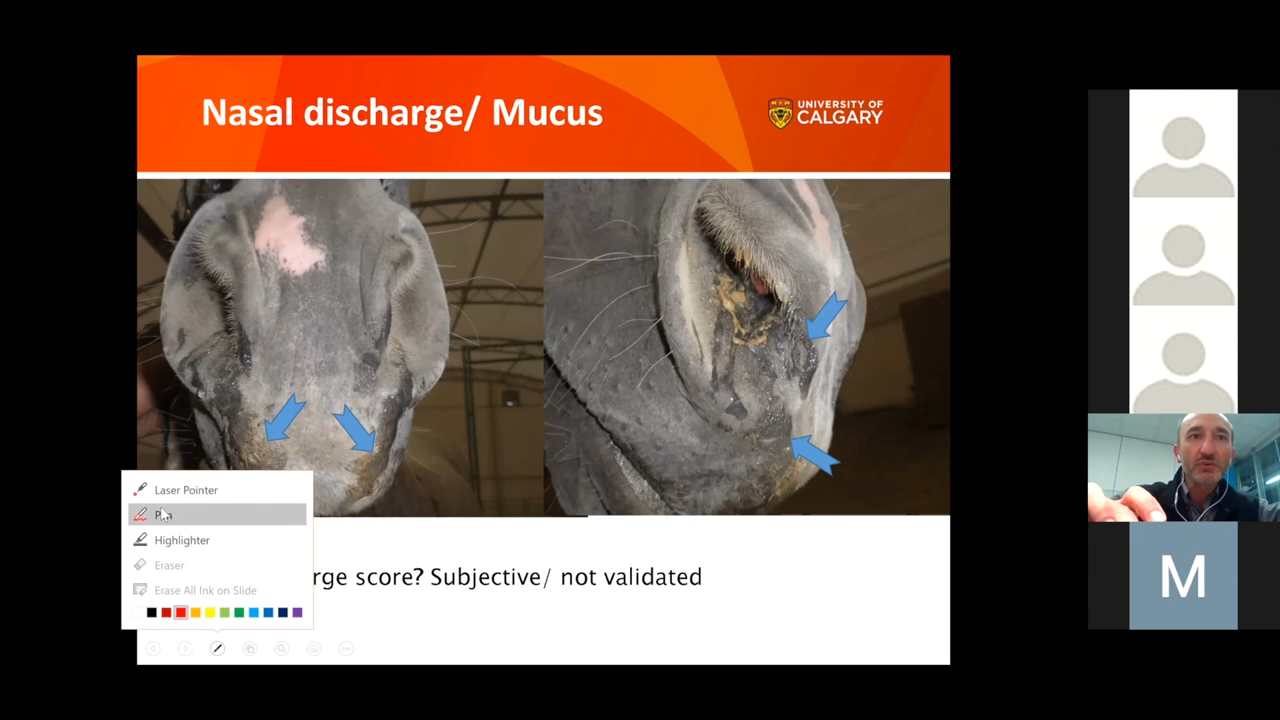 Nasal discharge/ Mucus
UNIVERSITY OF
CALGARY
Laser Pointer
Highlighter
Eraser
Erase All Ink on Slide
score? Subjective/ not validated
M